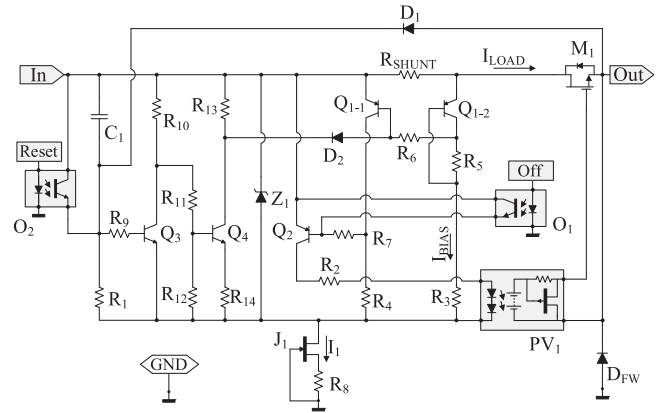 D1
In
RSHUNT
ILOAD
M1
Out
C1
R10
R13
Q1-1
Q1-2
D2
R6
R5
Reset
Off
O2
R11
Z1
O1
R9
Q3
Q4
Q2
R7
IBIAS
R2
R1
R12
R14
R4
R3
PV1
J1
I1
GND
R8
DFW